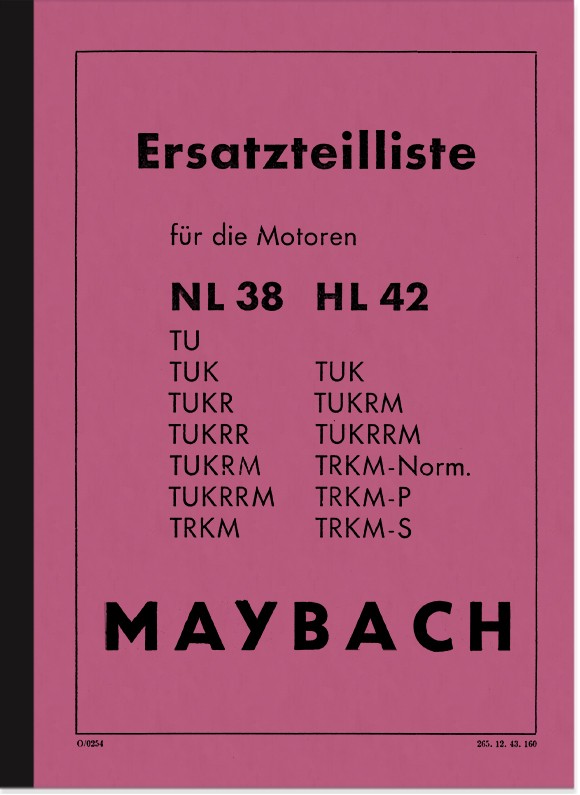 Ersatzteilliste
für die Motoren
NL 38 HL 42
TU
TUK TUK
TUKR TUKRM
TUKRR TUKRRM
TUKRM TRKM-Norm.
TUKRRM TRKM-P
TRKM TRKM-S
MAYBACH
O/0254 265. 12. 43. 160